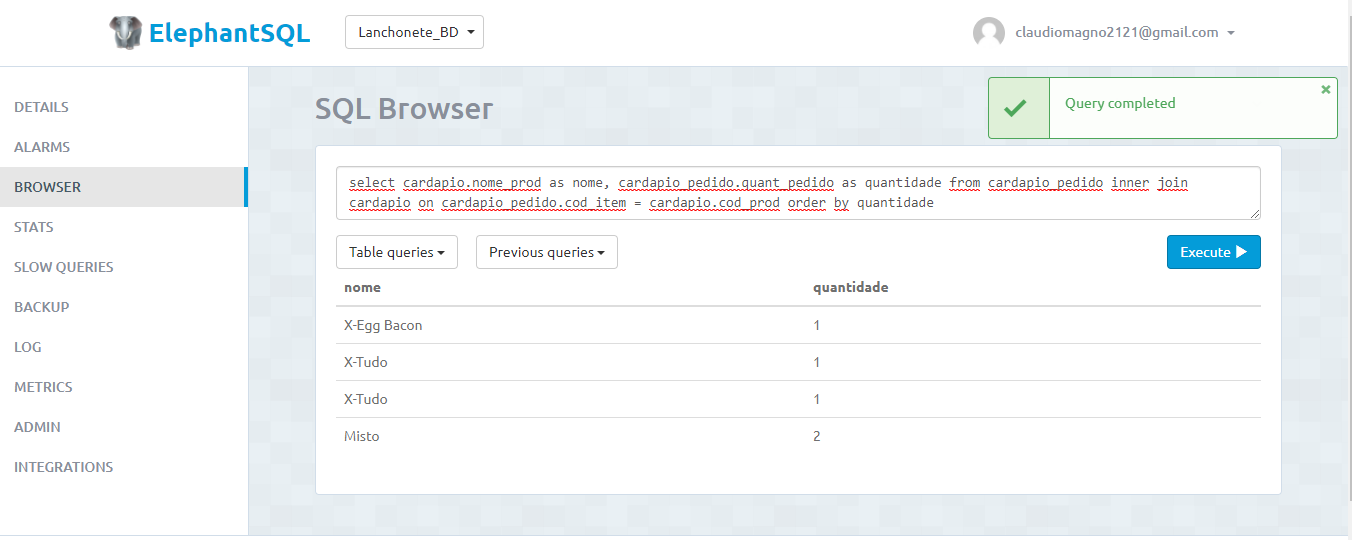 ElephantSQL
Lanchonete_BD
claudiomagno2121@gmail.com
DETAILS
ALARMS
BROWSER
STATS
SLOW QUERIES
BACKUP
LOG
METRICS
ADMIN
INTEGRATIONS
SQL Browser
Query completed
select cardapio.nome_prod as nome, cardapio_pedido.quant_pedido as quantidade from cardapio_pedido inner join
cardapio on cardapio_pedido.cod_item = cardapio.cod_prod order by quantidade
Table queries
Previous queries
Execute
nome quantidade
X-Egg Bacon 1
X-Tudo 1
X-Tudo 1
Misto 2